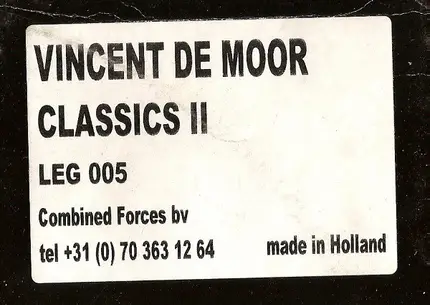 VINCENT DE MOOR
CLASSICS II
LEG 005
Combined Forces bv
tel +31 (0) 70 363 12 64 made in Holland